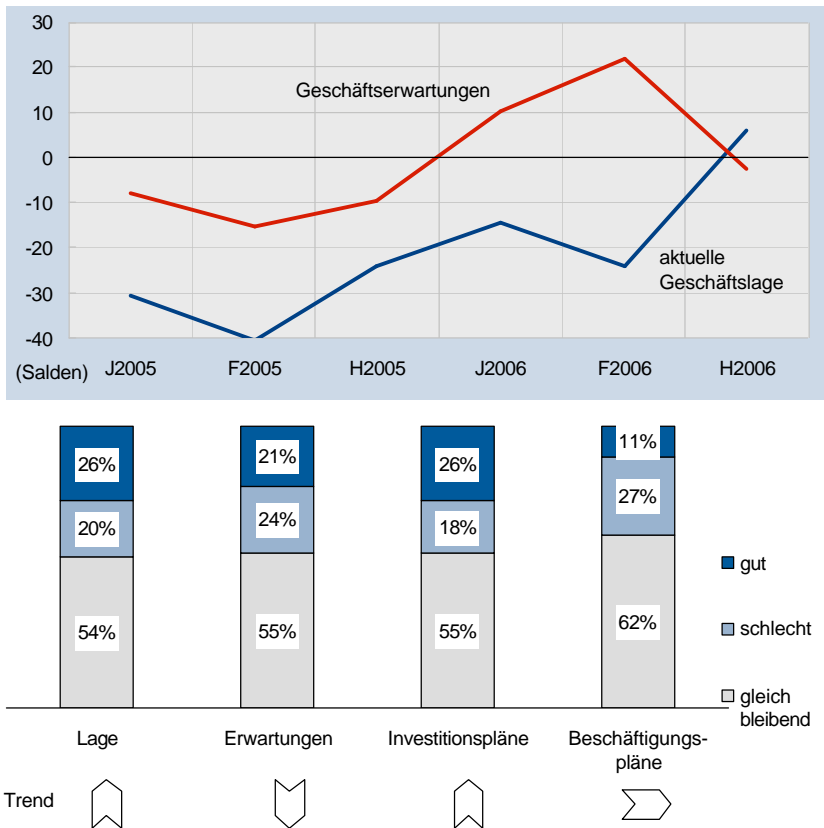 30
20
10
0
-10
-20
-30
-40
Geschäftserwartungen
aktuelle
Geschäftslage
(Salden) J2005 F2005 H2005 J2006 F2006 H2006
26% 21% 26% 11%
20% 24% 18% 27%
54% 55% 55% 62%
gut
schlecht
gleich
bleibend
Lage Erwartungen Investitionspläne Beschäftigungs-
pläne
Trend